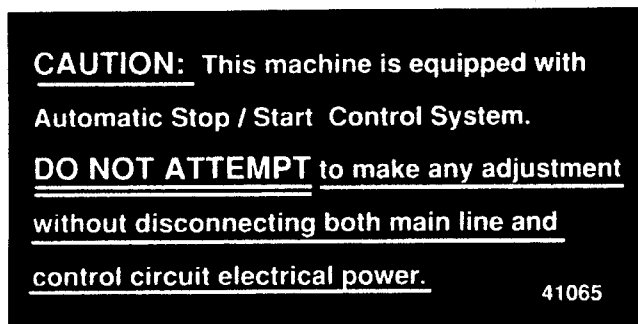 CAUTION: This machine is equipped with
Automatic Stop / Start Control System.
DO NOT ATTEMPT to make any adjustment
without disconnecting both main line and
control circuit electrical power.
41065